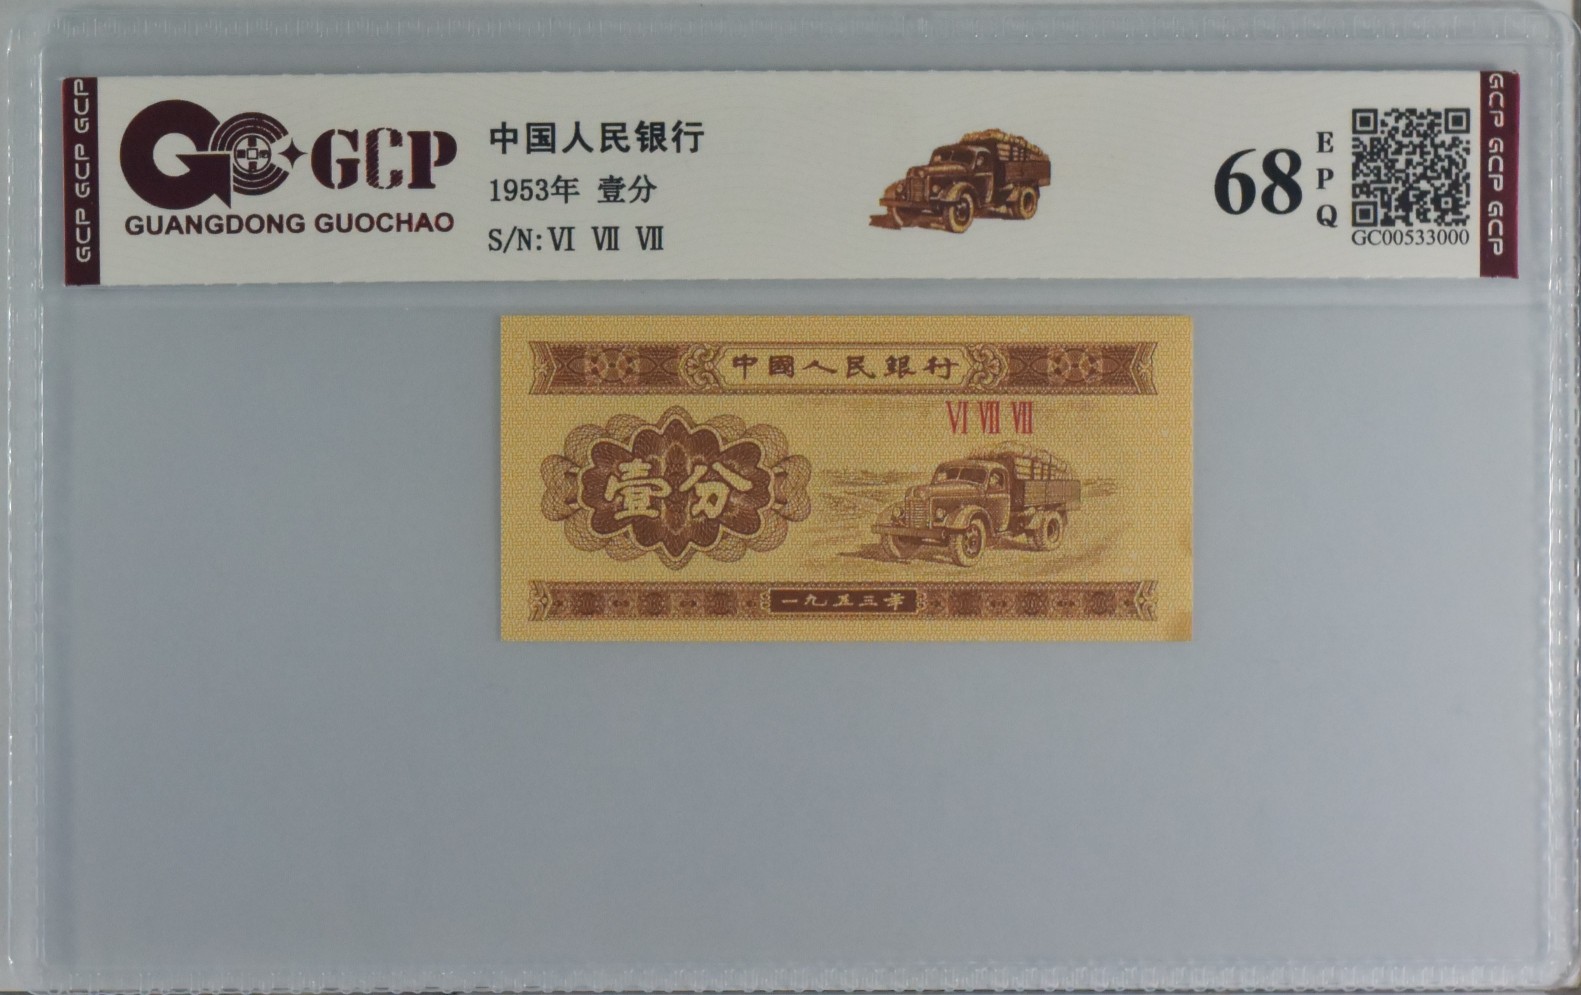 GCP GCP GCP
GCP
GUANGDONG GUOCHAO
中国人民银行
1953年 壹分
S/N:Ⅵ Ⅶ Ⅶ
68
EPQ
GC00533000
GCP GCP GCP
中國人民銀行
Ⅵ Ⅶ Ⅶ
壹分
一九五三年